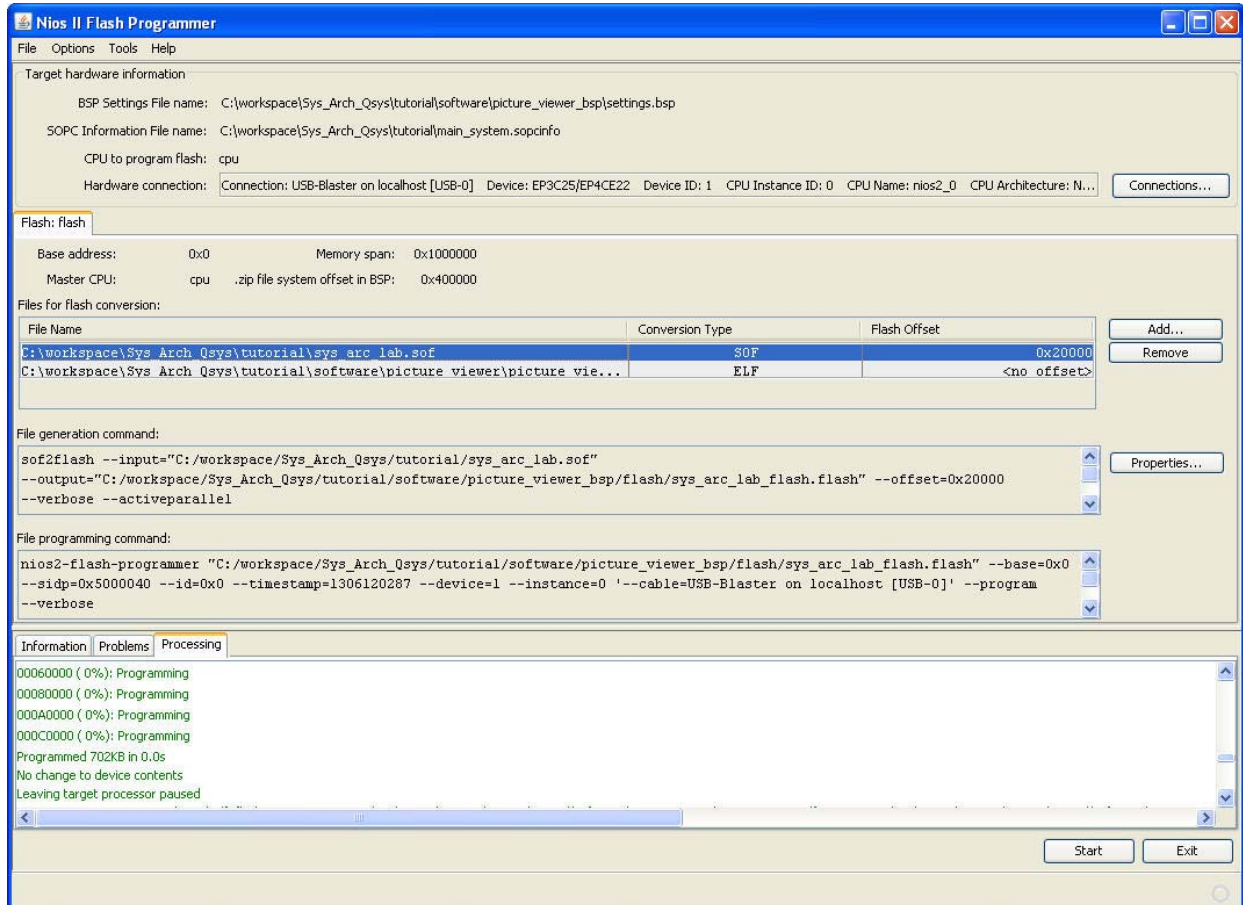 Nios II Flash Programmer
File Options Tools Help
Target hardware information
BSP Settings File name: C:\workspace\Sys_Arch_Qsys\tutorial\software\picture_viewer_bsp\settings.bsp
SOPC Information File name: C:\workspace\Sys_Arch_Qsys\tutorial\main_system.sopcinfo
CPU to program flash: cpu
Hardware connection: Connection: USB-Blaster on localhost [USB-0] Device: EP3C25/EP4CE22 Device ID: 1 CPU Instance ID: 0 CPU Name: nios2_0 CPU Architecture: N... Connections...
Flash: flash
Base address: 0x0 Memory span: 0x1000000
Master CPU: cpu .zip file system offset in BSP: 0x400000
Files for flash conversion:
File Name Conversion Type Flash Offset Add...
C:\workspace\Sys_Arch_Qsys\tutorial\sys_arc_lab.sof SOF 0x20000 Remove
C:\workspace\Sys_Arch_Qsys\tutorial\software\picture_viewer\picture_vie... ELF <no offset>
File generation command:
sof2flash --input="C:/workspace/Sys_Arch_Qsys/tutorial/sys_arc_lab.sof"
--output="C:/workspace/Sys_Arch_Qsys/tutorial/software/picture_viewer_bsp/flash/sys_arc_lab_flash.flash" --offset=0x20000 Properties...
--verbose --activeparallel
File programming command:
nios2-flash-programmer "C:/workspace/Sys_Arch_Qsys/tutorial/software/picture_viewer_bsp/flash/sys_arc_lab_flash.flash" --base=0x0
--sidp=0x5000040 --id=0x0 --timestamp=1306120287 --device=1 --instance=0 '--cable=USB-Blaster on localhost [USB-0]' --program
--verbose
Information Problems Processing
00060000 ( 0%): Programming
00080000 ( 0%): Programming
000A0000 ( 0%): Programming
000C0000 ( 0%): Programming
Programmed 702KB in 0.0s
No change to device contents
Leaving target processor paused
Start Exit